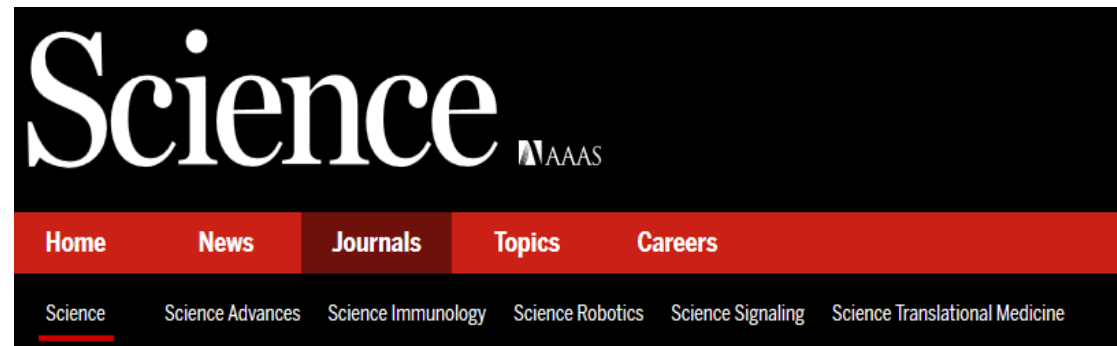 Science AAAS
Home News Journals Topics Careers
Science Science Advances Science Immunology Science Robotics Science Signaling Science Translational Medicine